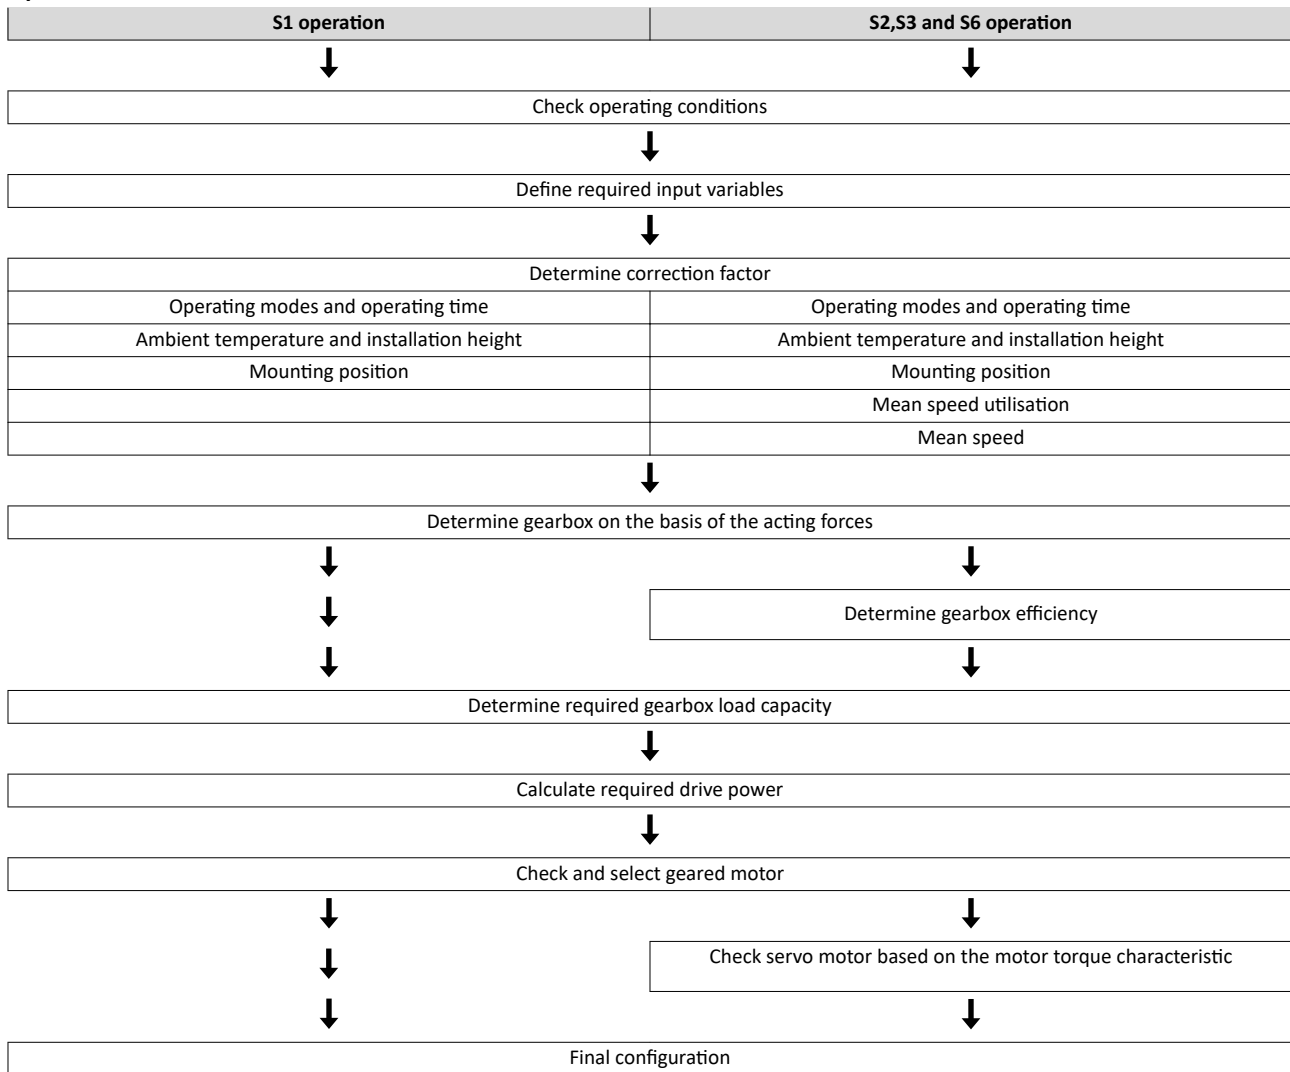 S1 operation
S2,S3 and S6 operation
Check operating conditions
Define required input variables
Determine correction factor
Operating modes and operating time
Operating modes and operating time
Ambient temperature and installation height
Ambient temperature and installation height
Mounting position
Mounting position
Mean speed utilisation
Mean speed
Determine gearbox on the basis of the acting forces
Determine gearbox efficiency
Determine required gearbox load capacity
Calculate required drive power
Check and select geared motor
Check servo motor based on the motor torque characteristic
Final configuration